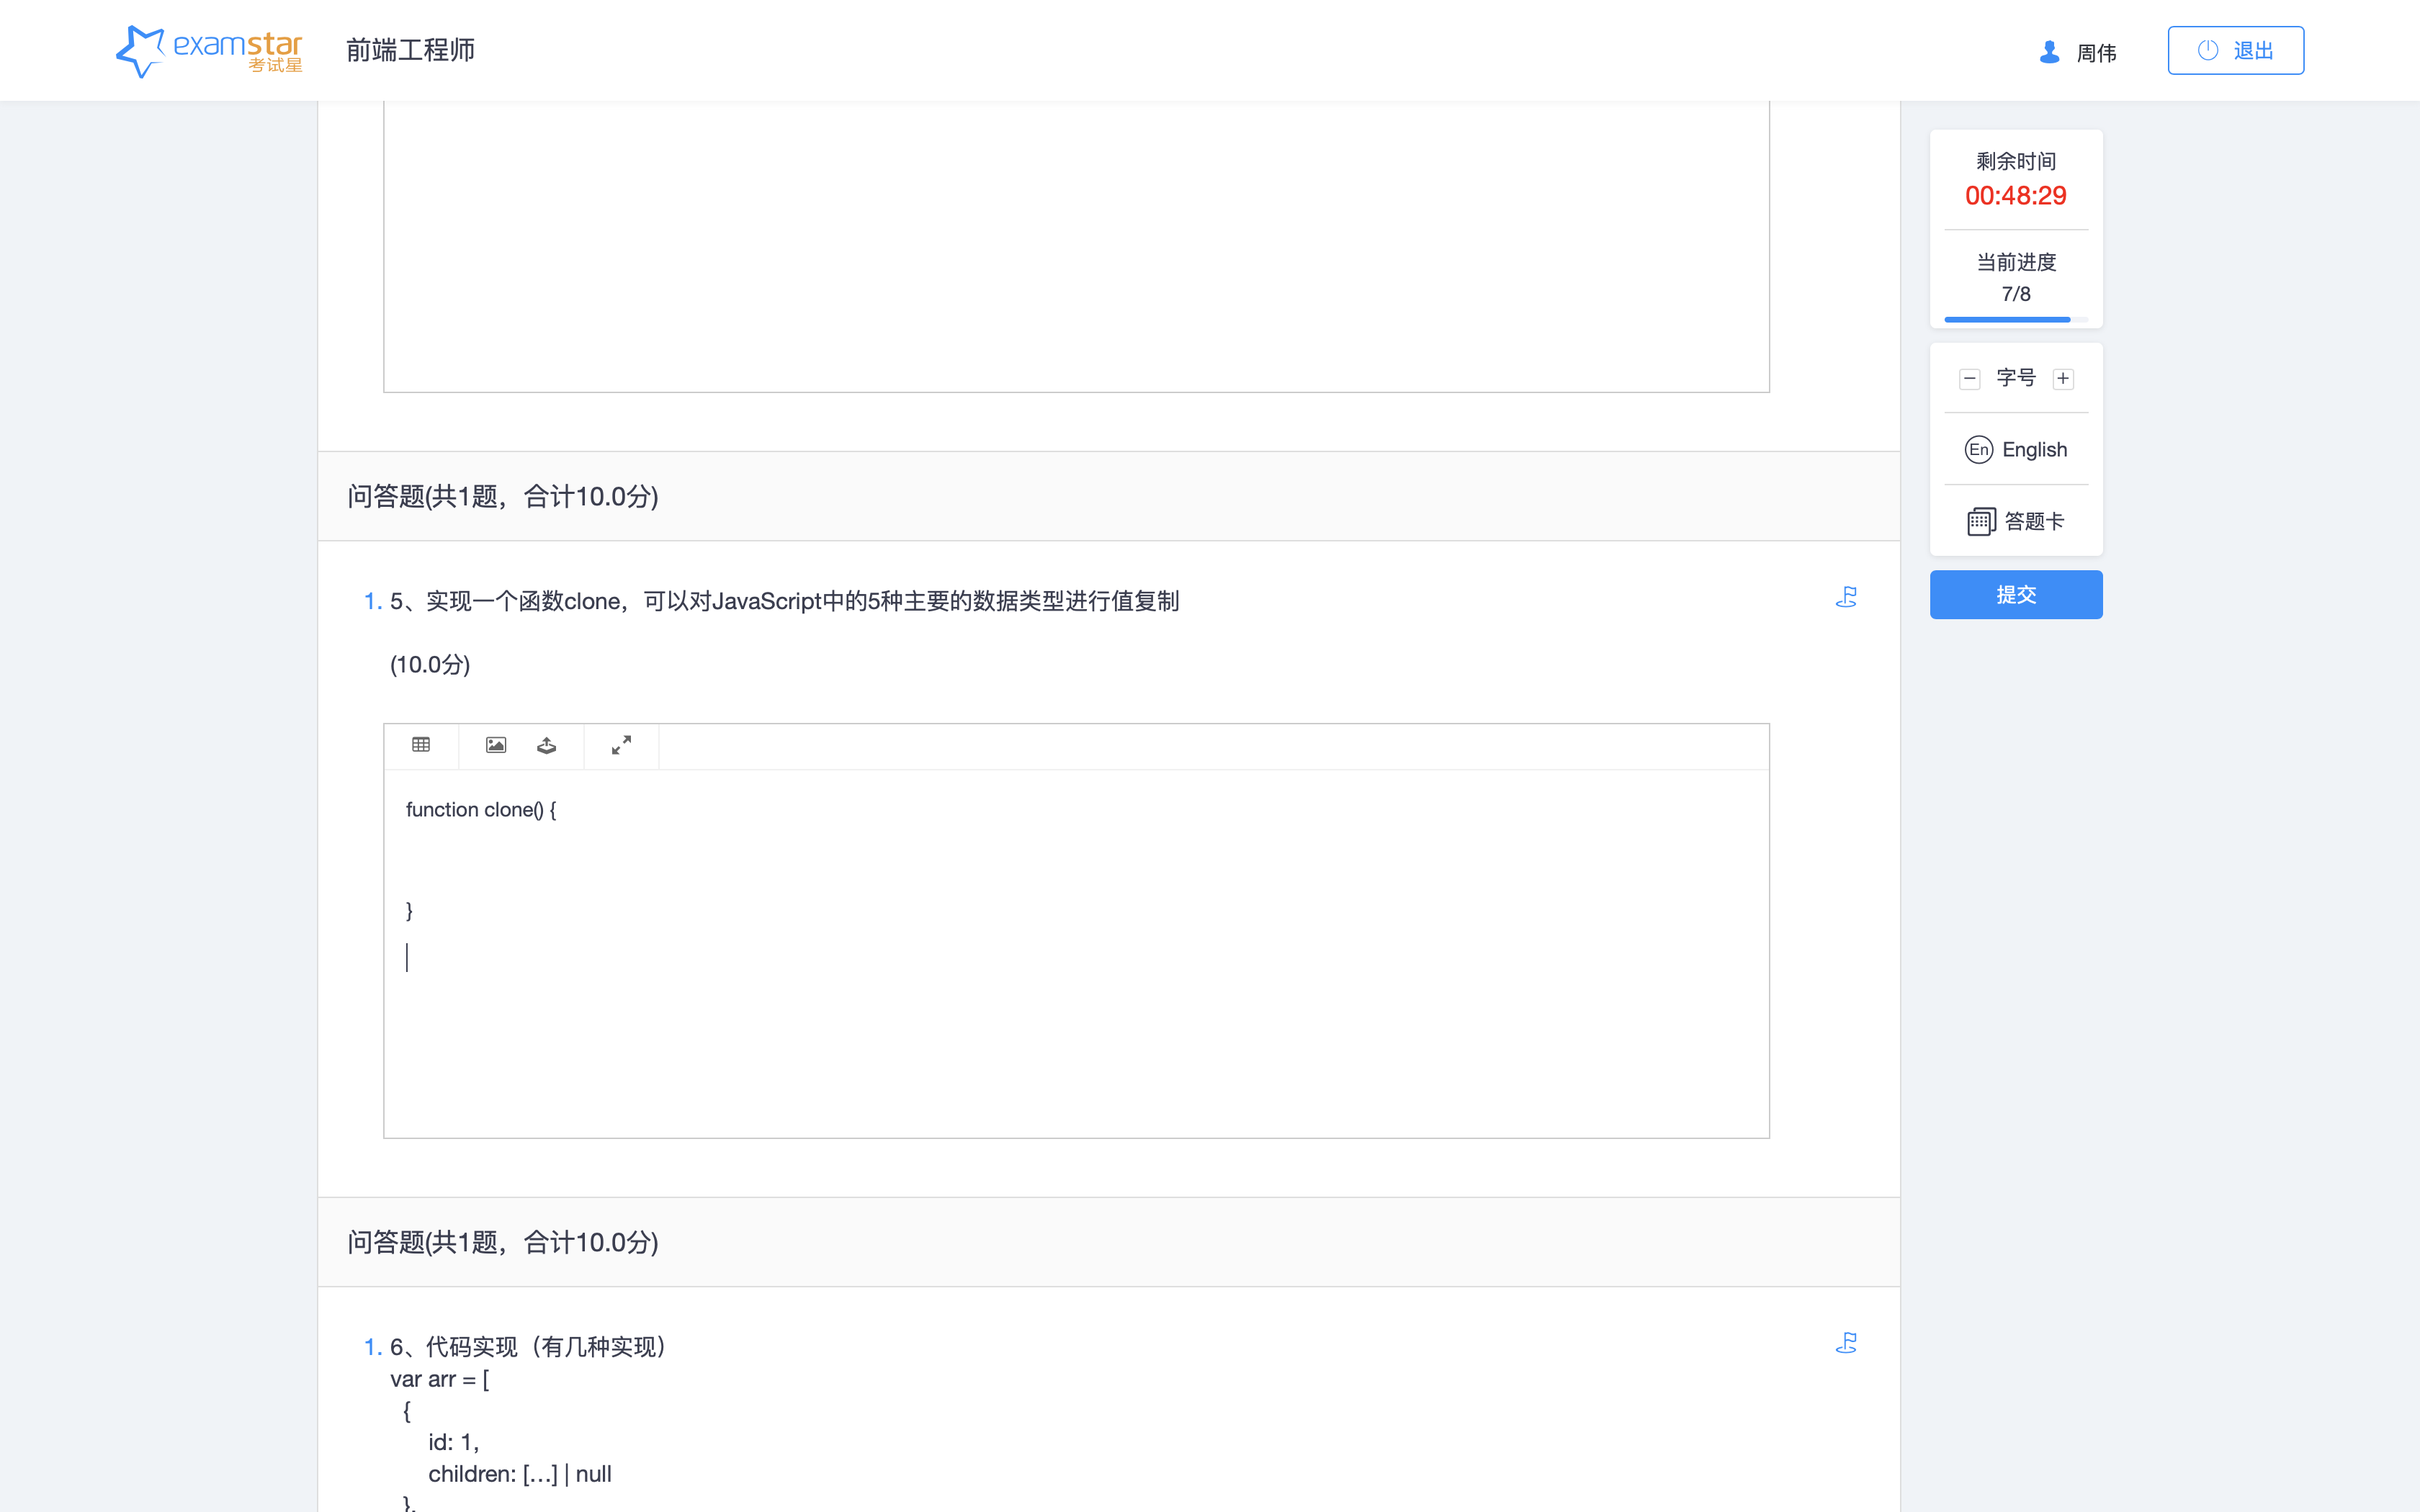 examstar
考试星
前端工程师
周伟
退出
剩余时间
00:48:29
当前进度
7/8
字号
En English
答题卡
提交
问答题(共1题，合计10.0分)
1. 5、实现一个函数clone，可以对JavaScript中的5种主要的数据类型进行值复制
(10.0分)
function clone() {
}
问答题(共1题，合计10.0分)
1. 6、代码实现（有几种实现）
var arr = [
{
id: 1,
children: [...] | null
},